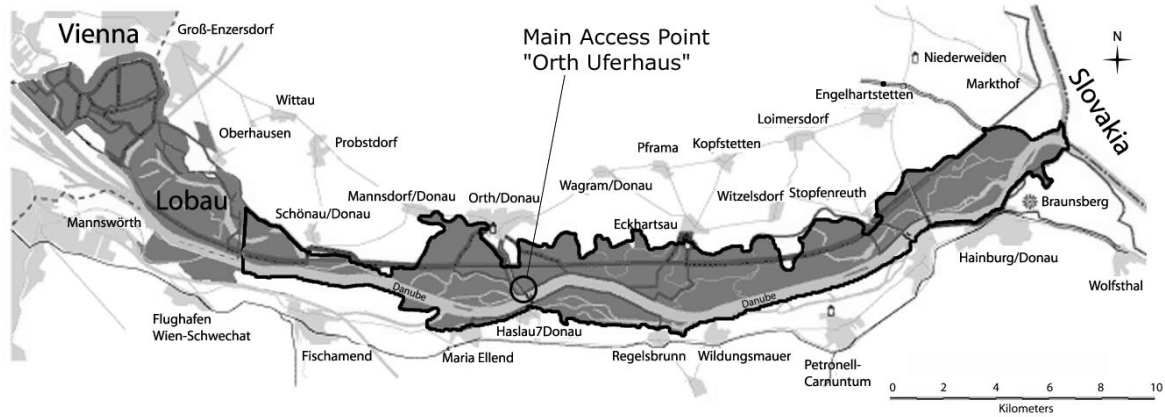 Vienna
Groß-Enzersdorf
Main Access Point
"Orth Uferhaus"
N
Niederweiden
Markthof
Slovakia
Engelhartstetten
Wittau
Oberhausen
Loimersdorf
Probstdorf
Kopfstetten
Pframa
Wagram/Donau
Mannsdorf/Donau
Orth/Donau
Witzelsdorf
Stopfenreuth
Lobau
Schönau/Donau
Eckhartsau
Braunsberg
Mannswörth
Hainburg/Donau
Wolfsthal
Danube
Danube
Flughafen
Wien-Schwechat
Haslau7Donau
Fischamend
Maria Ellend
Regelsbrunn
Wildungsmauer
Petronell-
Carnuntum
0 2 4 6 8 10
Kilometers